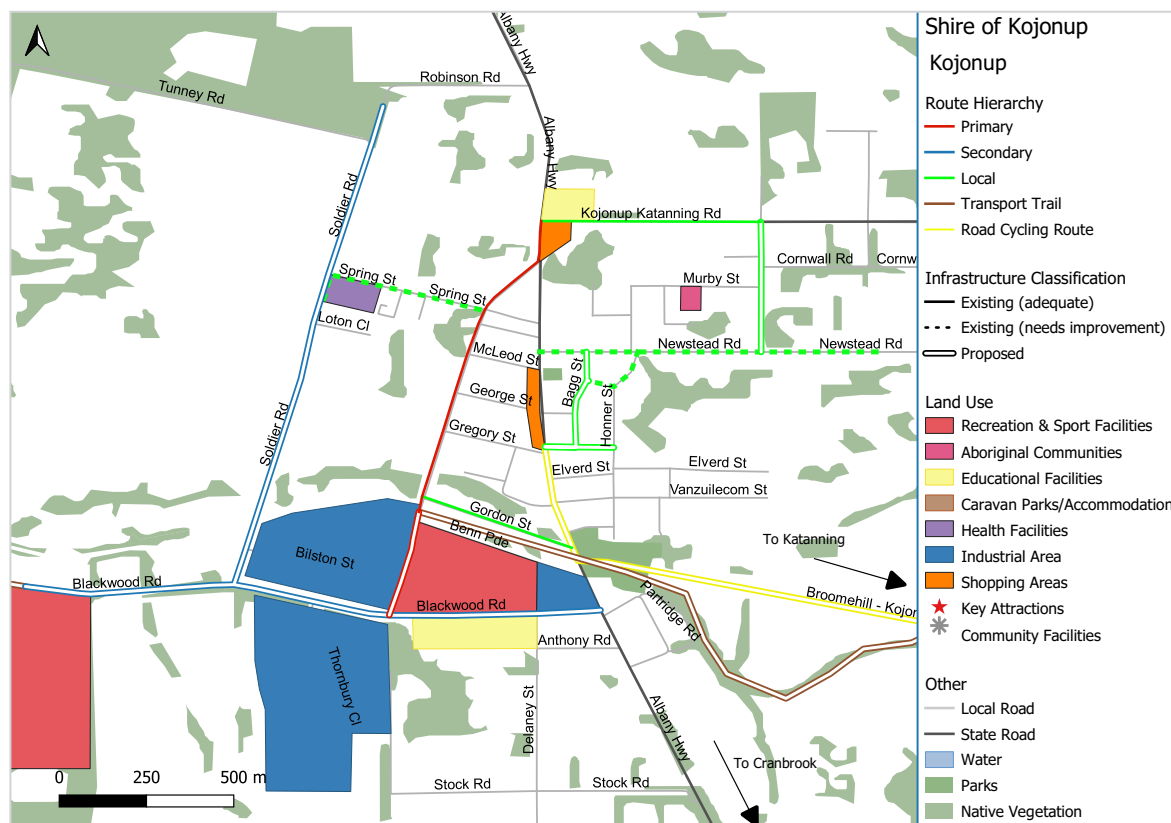 Shire of Kojonup
Kojonup
Route Hierarchy
Primary
Secondary
Local
Transport Trail
Road Cycling Route
Infrastructure Classification
Existing (adequate)
Existing (needs improvement)
Proposed
Land Use
Recreation & Sport Facilities
Aboriginal Communities
Educational Facilities
Caravan Parks/Accommodation
Health Facilities
Industrial Area
Shopping Areas
Key Attractions
Community Facilities
Other
Local Road
State Road
Water
Parks
Native Vegetation
Albany Hwy
Robinson Rd
Tunney Rd
Albany Hwy
Soldier Rd
Kojonup Katanning Rd
Cornwall Rd
Cornw
Spring St
Spring St
Murby St
Loton Cl
McLeod St
Newstead Rd
Newstead Rd
Bagg St
George St
Honner St
Soldier Rd
Gregory St
Elverd St
Elverd St
Vanzuilecom St
Gordon St
Benn Pde
To Katanning
Bilston St
Blackwood Rd
Blackwood Rd
Broomehill - Kojon
Partridge Rd
Anthony Rd
Thornbury Cl
Delaney St
Albany Hwy
To Cranbrook
Stock Rd
Stock Rd
0 250 500 m